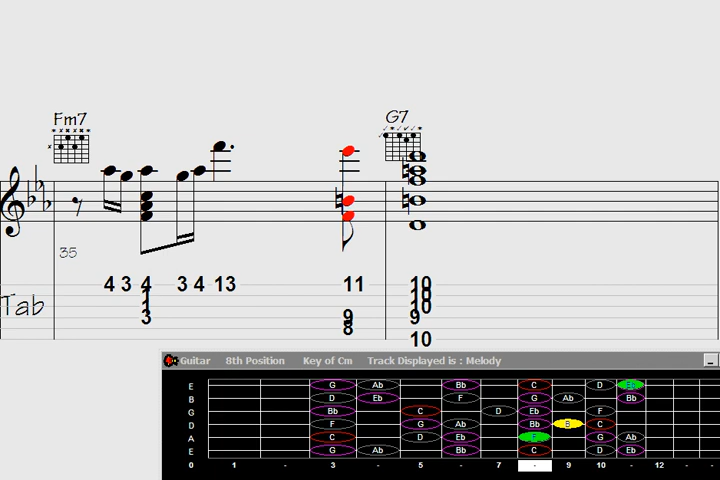 Fm7 G7
35
Tab 4 3 4 3 4 13 11 10
1 10
1 10
3 9 9
8
10
Guitar 8th Position Key of Cm Track Displayed is : Melody
E G Ab Bb C D Eb
B D Eb F G Ab Bb
G Bb C D Eb F
D F G Ab Bb B C
A C D Eb F G Ab
E G Ab Bb C D Eb
0 1 - 3 - 5 - 7 - 9 10 - 12 - -